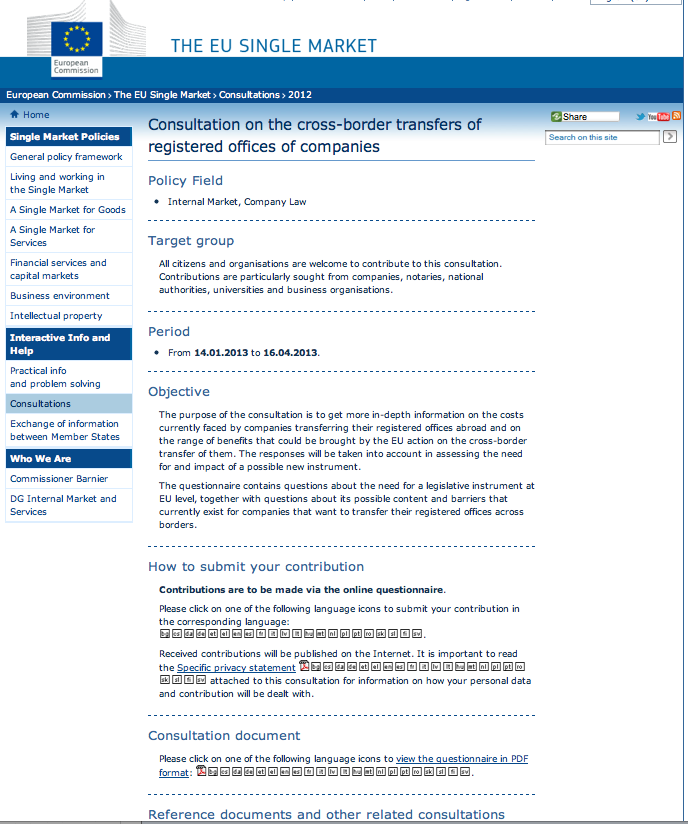 European
Commission
THE EU SINGLE MARKET
European Commission › The EU Single Market › Consultations › 2012
Home
Single Market Policies
General policy framework
Living and working in
the Single Market
A Single Market for Goods
A Single Market for
Services
Financial services and
capital markets
Business environment
Intellectual property
Interactive Info and
Help
Practical info
and problem solving
Consultations
Exchange of information
between Member States
Who We Are
Commissioner Barnier
DG Internal Market and
Services
Consultation on the cross-border transfers of
registered offices of companies
Policy Field
• Internal Market, Company Law
Target group
All citizens and organisations are welcome to contribute to this consultation.
Contributions are particularly sought from companies, notaries, national
authorities, universities and business organisations.
Period
• From 14.01.2013 to 16.04.2013.
Objective
The purpose of the consultation is to get more in-depth information on the costs
currently faced by companies transferring their registered offices abroad and on
the range of benefits that could be brought by the EU action on the cross-border
transfer of them. The responses will be taken into account in assessing the need
for and impact of a possible new instrument.
The questionnaire contains questions about the need for a legislative instrument at
EU level, together with questions about its possible content and barriers that
currently exist for companies that want to transfer their registered offices across
borders.
How to submit your contribution
Contributions are to be made via the online questionnaire.
Please click on one of the following language icons to submit your contribution in
the corresponding language:
bg cs da de et el en es fr it lv lt hu mt nl pl pt ro sk sl fi sv.
Received contributions will be published on the Internet. It is important to read
the Specific privacy statement bg cs da de et el en es fr it lv lt hu mt nl pl pt ro
sk sl fi sv attached to this consultation for information on how your personal data
and contribution will be dealt with.
Consultation document
Please click on one of the following language icons to view the questionnaire in PDF
format: bg cs da de et el en es fr it lv lt hu mt nl pl pt ro sk sl fi sv.
Reference documents and other related consultations
Share
YouTube
Search on this site